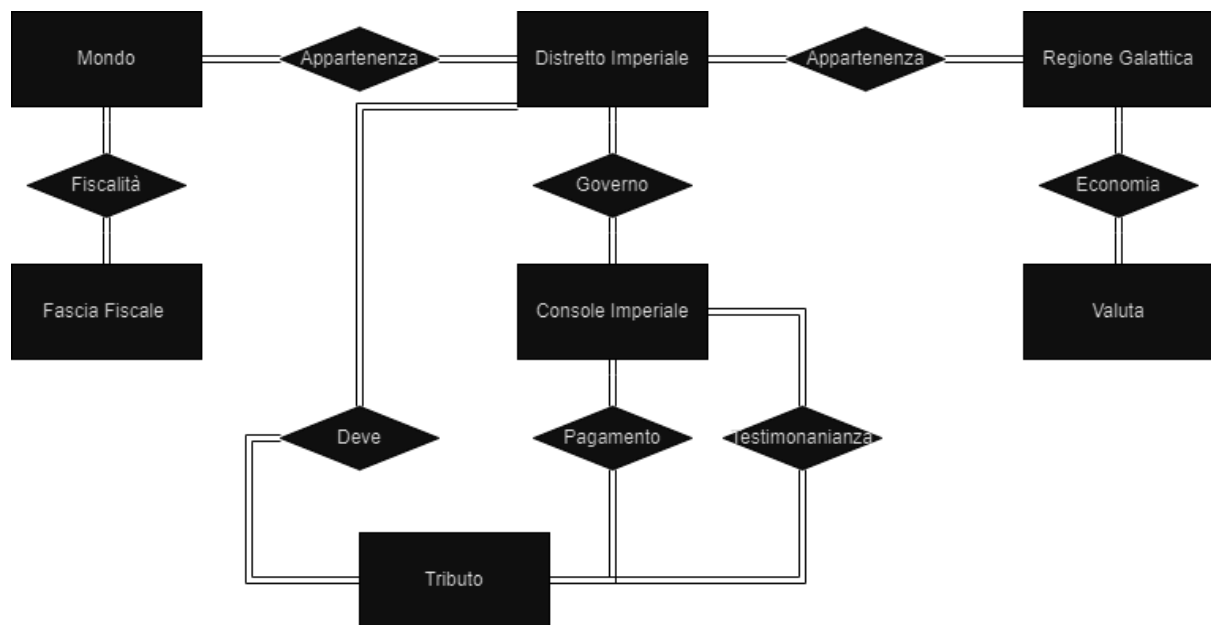 Mondo
Appartenenza
Distretto Imperiale
Appartenenza
Regione Galattica
Fiscalità
Governo
Economia
Fascia Fiscale
Console Imperiale
Valuta
Deve
Pagamento
Testimonanianza
Tributo